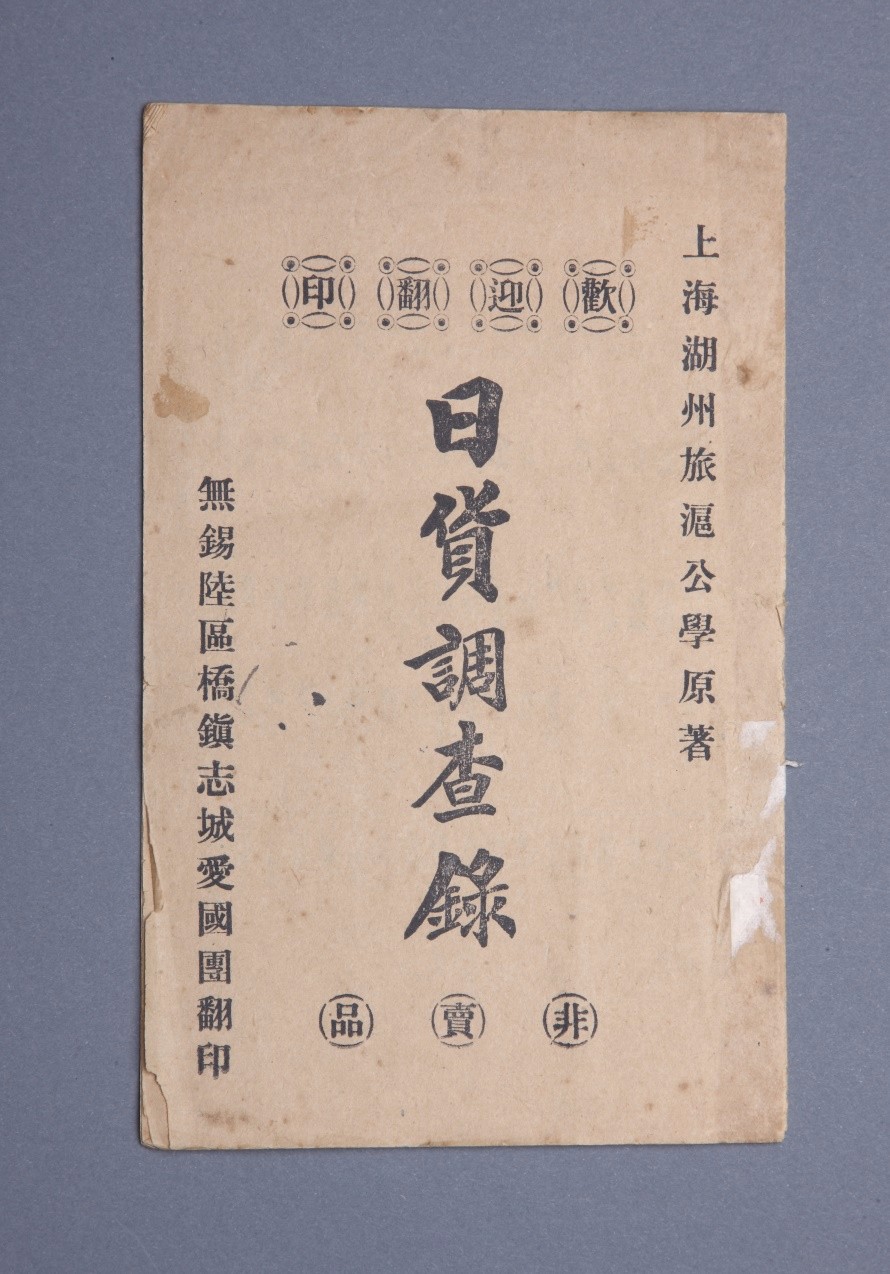 上海湖州旅滬公學原著
歡迎翻印
日貨調查錄
非賣品
無錫陸區橋鎭志城愛國團翻印